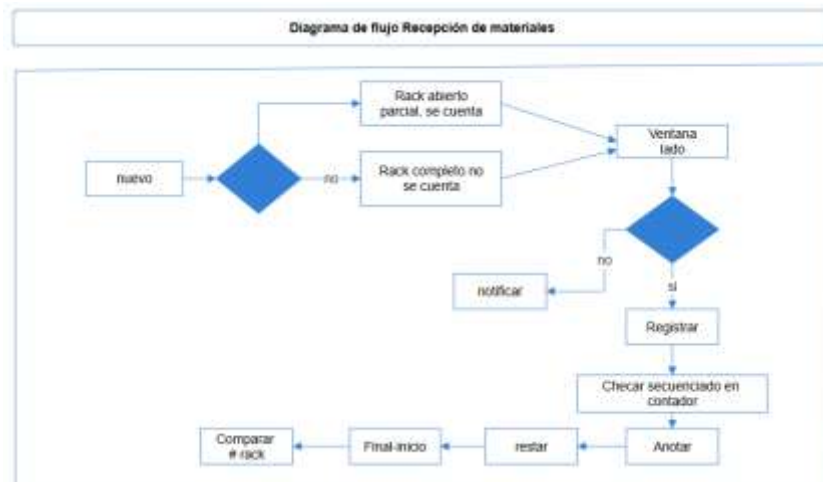 Diagrama de flujo Recepción de materiales
Rack abierto
parcial, se cuenta
Ventana
lado
nuevo
no
Rack completo no
se cuenta
no
notificar
si
Registrar
Checar secuenciado en
contador
Comparar
# rack
Final-inicio
restar
Anotar